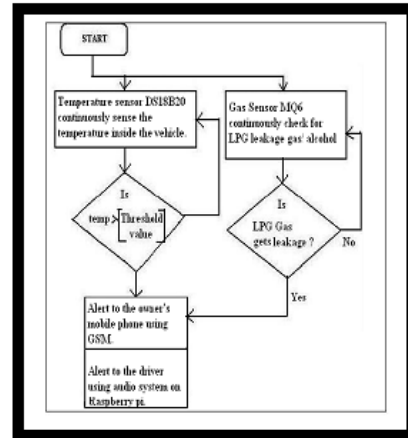 START
Temperature sensor DS18B20
continuously sense the
temperature inside the vehicle.
Gas Sensor MQ6
continuously check for
LPG leakage gas/ alcohol
Is
temp> [Threshold
value]
Is
LPG Gas
gets leakage ?
No
Yes
Alert to the owner's
mobile phone using
GSM.
Alert to the driver
using audio system on
Raspberry pi.